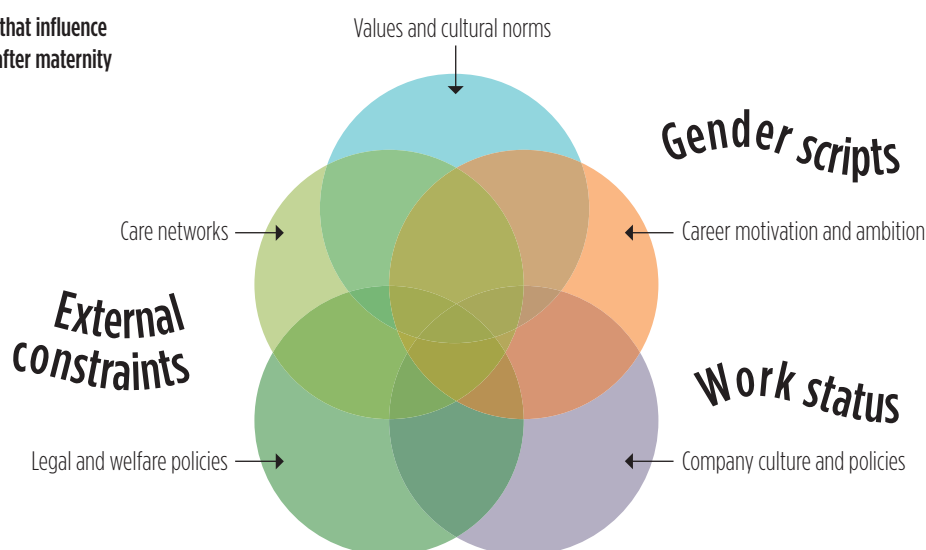 that influence
after maternity
Values and cultural norms
Gender scripts
Care networks
Career motivation and ambition
External
constraints
Work status
Legal and welfare policies
Company culture and policies